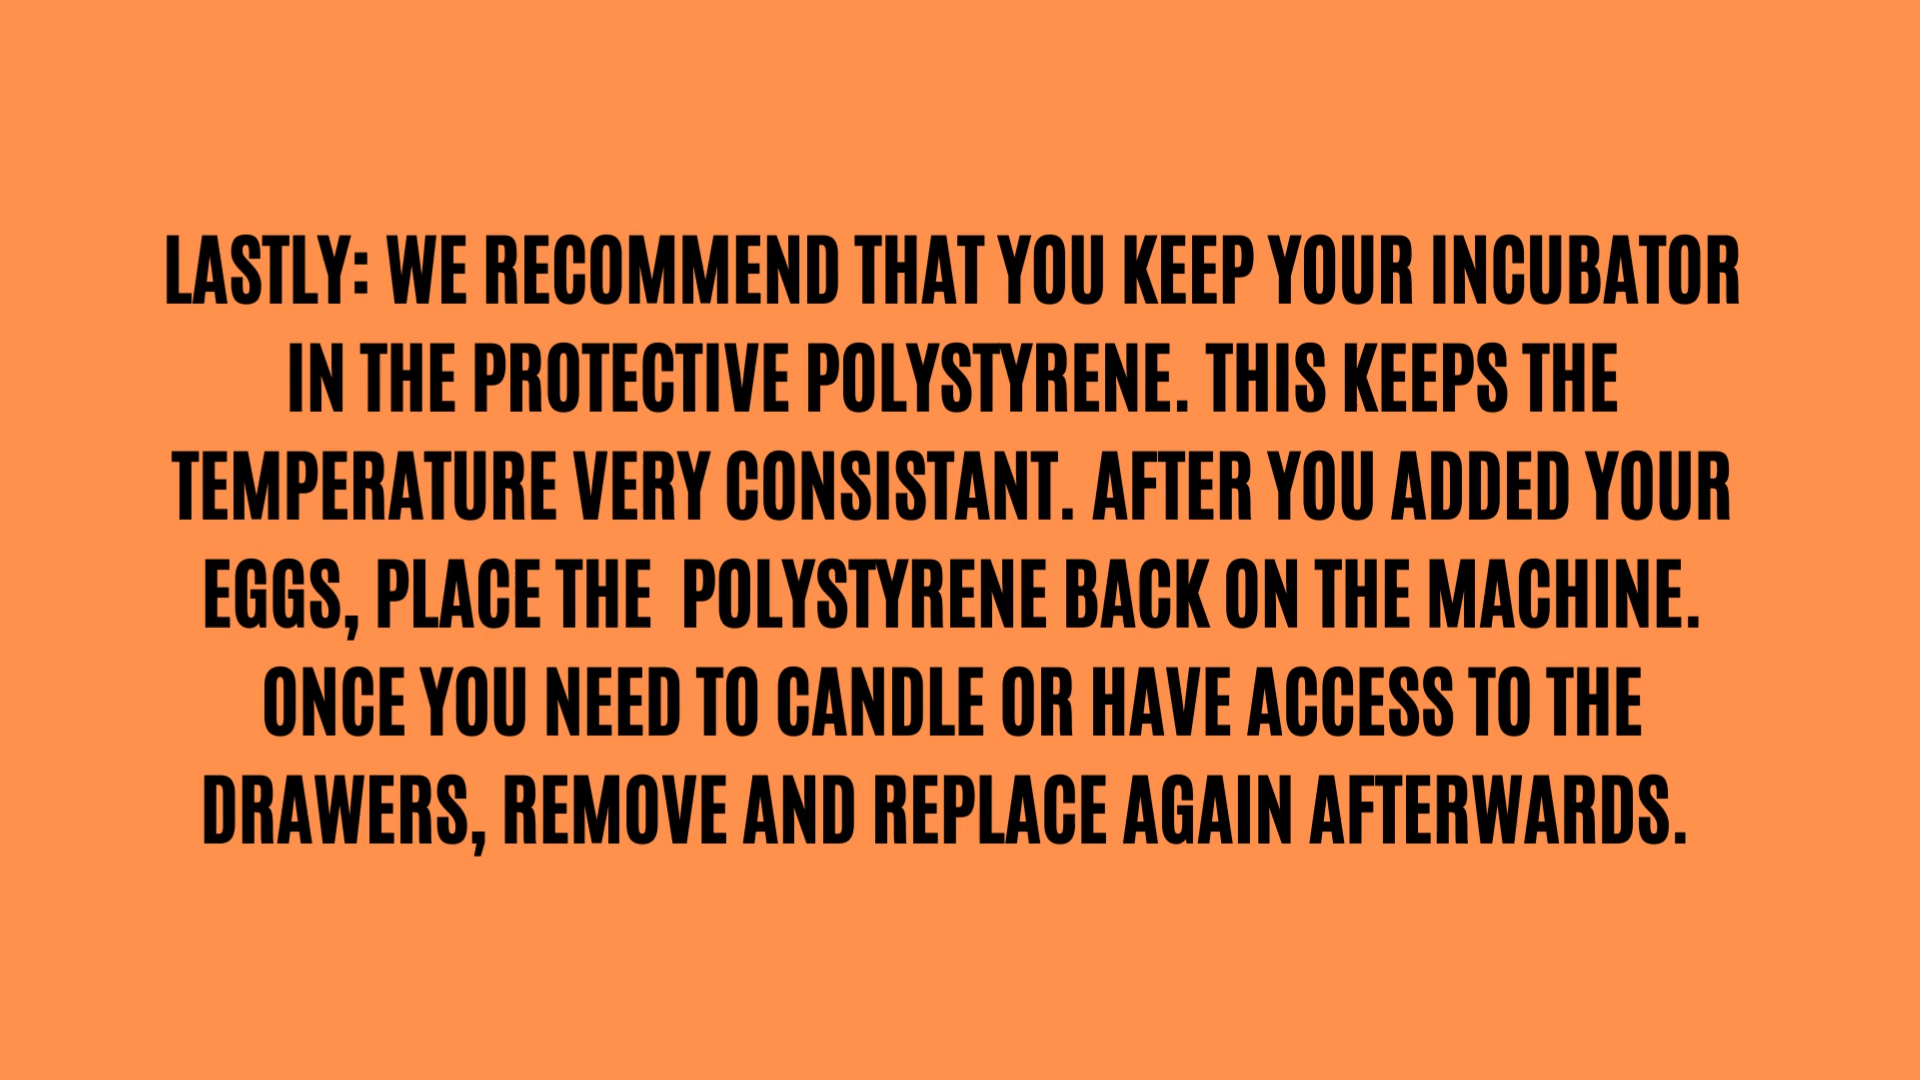 LASTLY: WE RECOMMEND THAT YOU KEEP YOUR INCUBATOR
IN THE PROTECTIVE POLYSTYRENE. THIS KEEPS THE
TEMPERATURE VERY CONSISTANT. AFTER YOU ADDED YOUR
EGGS, PLACE THE  POLYSTYRENE BACK ON THE MACHINE.
ONCE YOU NEED TO CANDLE OR HAVE ACCESS TO THE
DRAWERS, REMOVE AND REPLACE AGAIN AFTERWARDS.